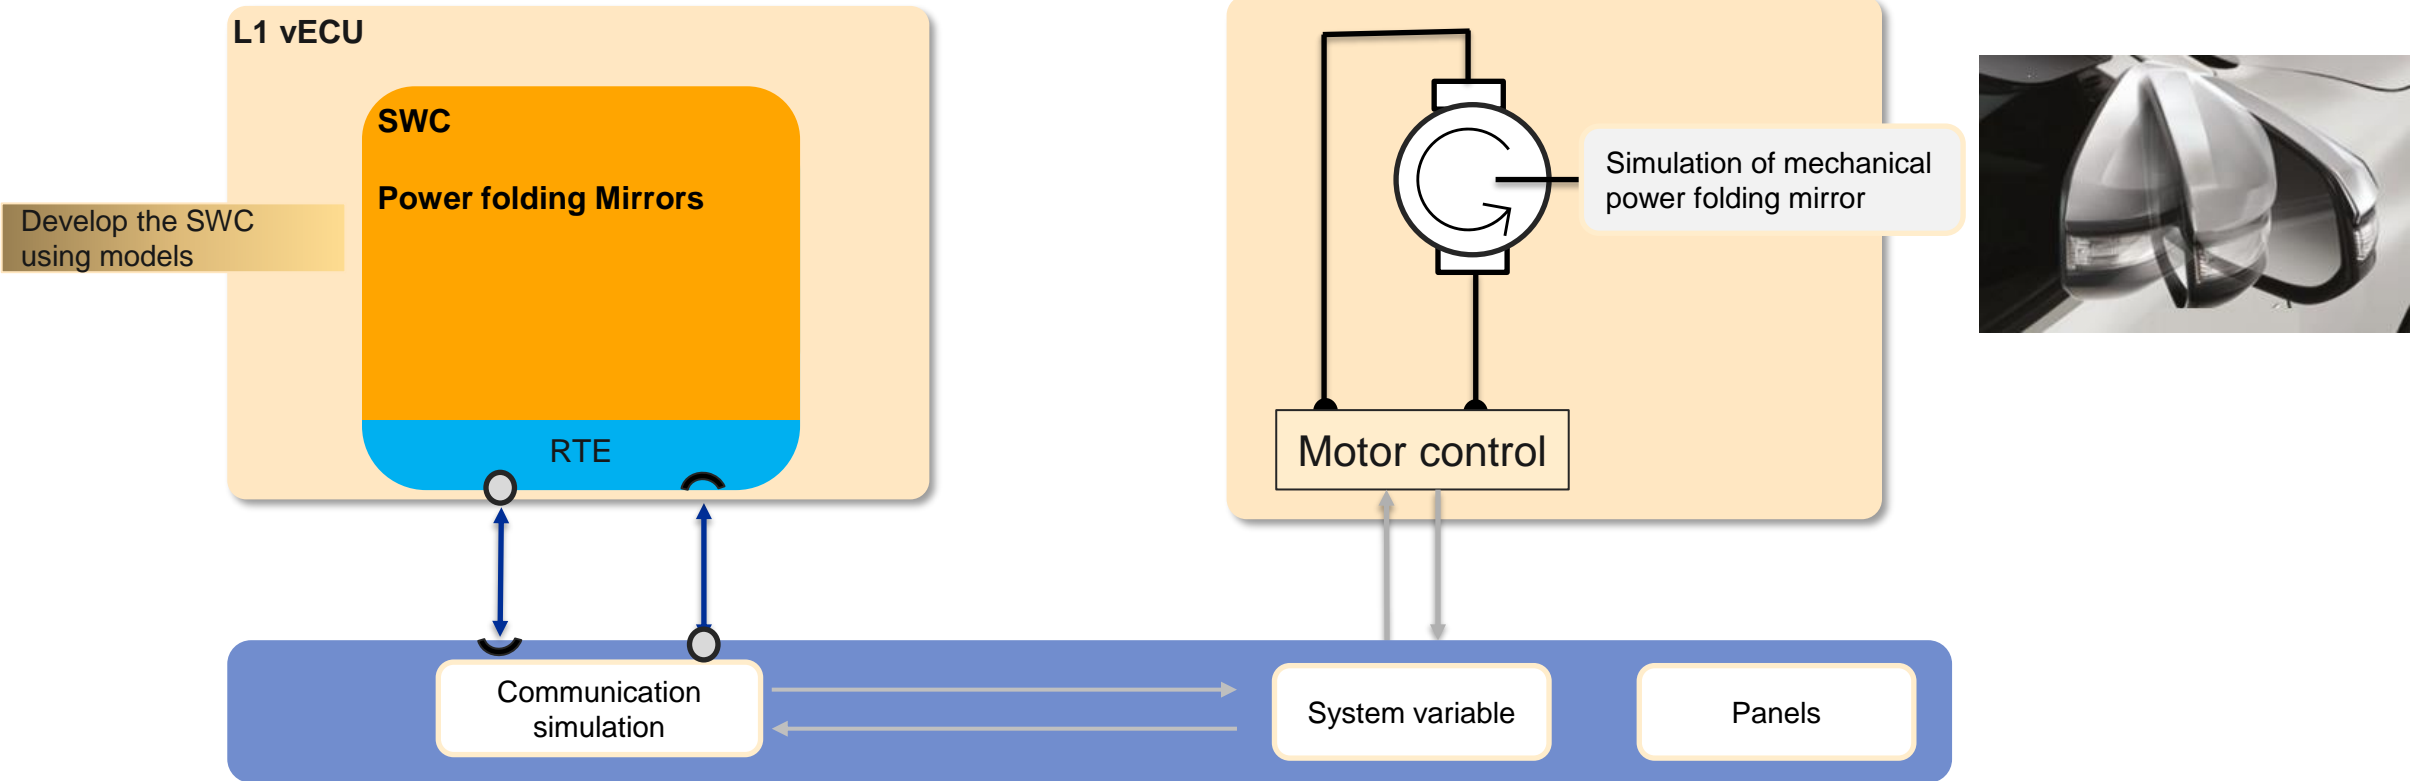 L1 vECU
SWC
Power folding Mirrors
Develop the SWC
using models
RTE
Simulation of mechanical
power folding mirror
Motor control
Communication
simulation
System variable
Panels